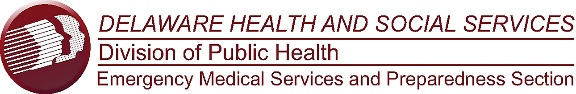 DELAWARE HEALTH AND SOCIAL SERVICES
Division of Public Health
Emergency Medical Services and Preparedness Section